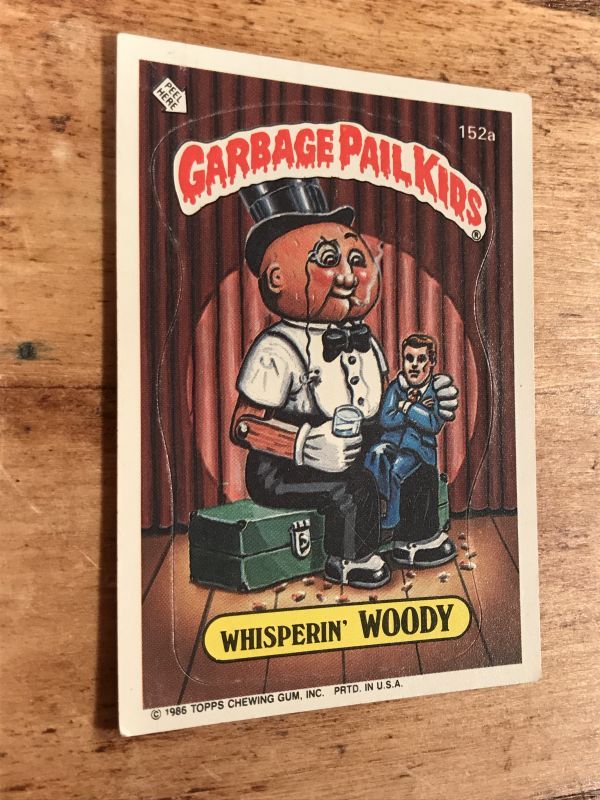 PEEL
HERE
152a
GARBAGE PAIL KIDS
®
WHISPERIN' WOODY
© 1986 TOPPS CHEWING GUM, INC. PRTD. IN U.S.A.